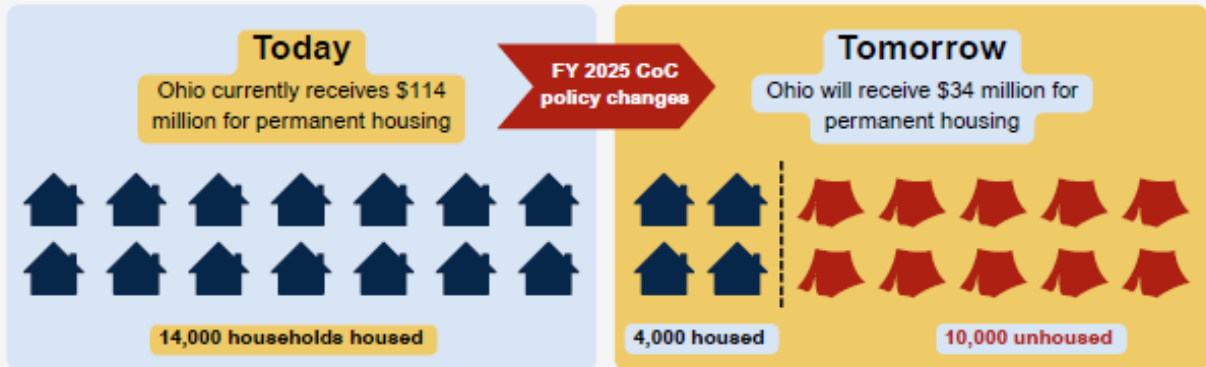 Today
Ohio currently receives $114
million for permanent housing
FY 2025 CoC
policy changes
Tomorrow
Ohio will receive $34 million for
permanent housing
14,000 households housed
4,000 housed
10,000 unhoused